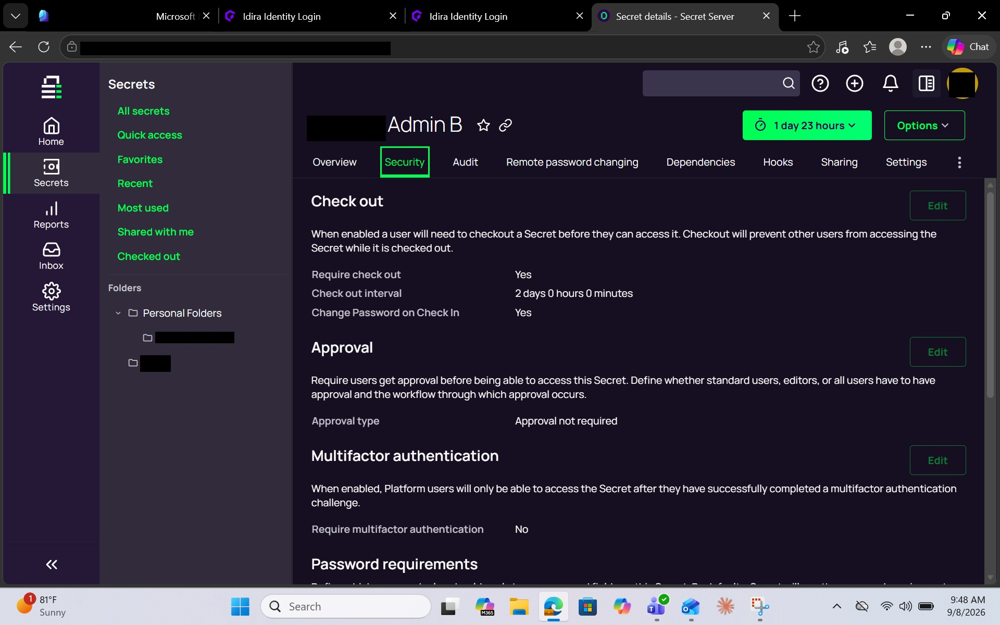 Microsoft
Idira Identity Login
Idira Identity Login
Secret details - Secret Server
Chat
Secrets
All secrets
Quick access
Favorites
Recent
Most used
Shared with me
Checked out
Folders
Personal Folders
Home
Secrets
Reports
Inbox
Settings
Admin B
1 day 23 hours
Options
Overview
Security
Audit
Remote password changing
Dependencies
Hooks
Sharing
Settings
Check out
Edit
When enabled a user will need to checkout a Secret before they can access it. Checkout will prevent other users from accessing the
Secret while it is checked out.
Require check out Yes
Check out interval 2 days 0 hours 0 minutes
Change Password on Check In Yes
Approval
Edit
Require users get approval before being able to access this Secret. Define whether standard users, editors, or all users have to have
approval and the workflow through which approval occurs.
Approval type Approval not required
Multifactor authentication
Edit
When enabled, Platform users will only be able to access the Secret after they have successfully completed a multifactor authentication
challenge.
Require multifactor authentication No
Password requirements
1
81°F
Sunny
Search
M365
9:48 AM
9/8/2026